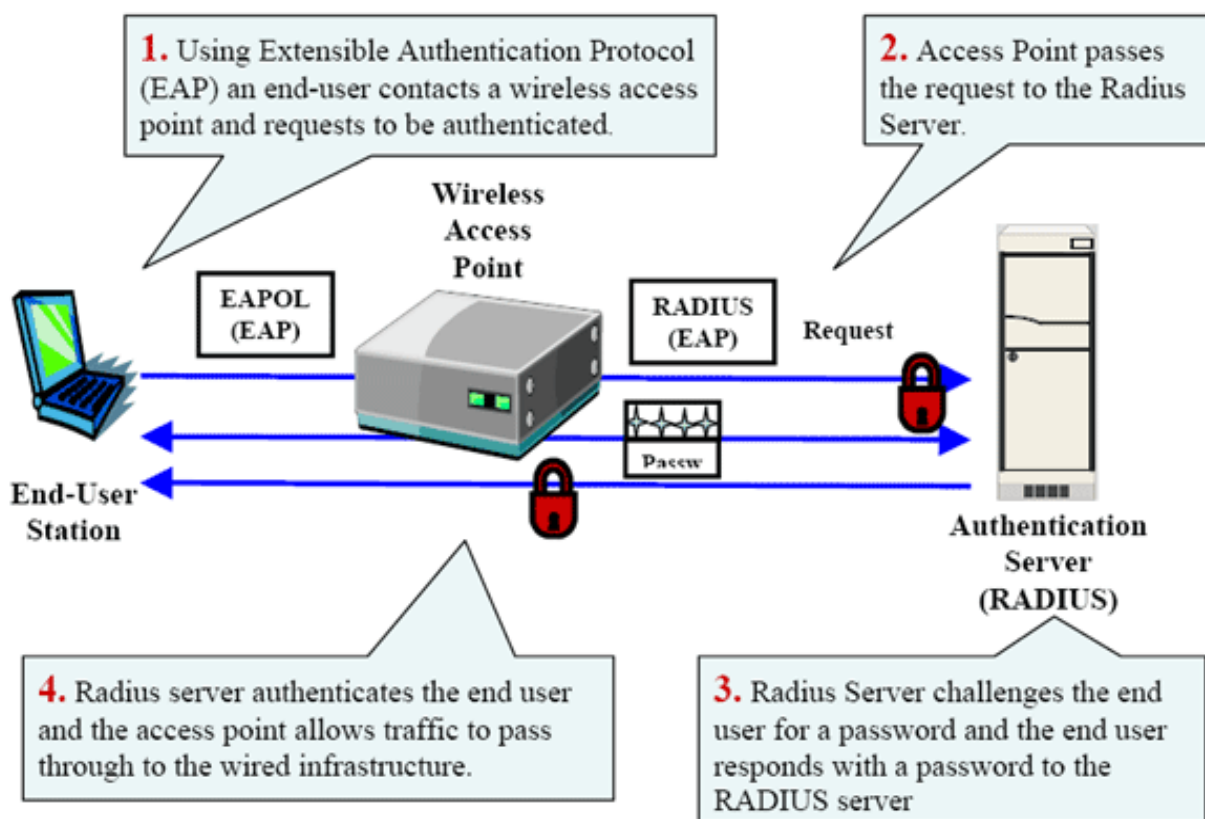 1. Using Extensible Authentication Protocol
(EAP) an end-user contacts a wireless access
point and requests to be authenticated.
2. Access Point passes
the request to the Radius
Server.
Wireless
Access
Point
EAPOL
(EAP)
RADIUS
(EAP)
Request
Passw
End-User
Station
Authentication
Server
(RADIUS)
4. Radius server authenticates the end user
and the access point allows traffic to pass
through to the wired infrastructure.
3. Radius Server challenges the end
user for a password and the end user
responds with a password to the
RADIUS server